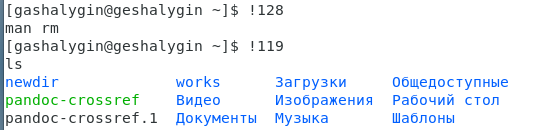 [gashalygin@geshalygin ~]$ !128
man rm
[gashalygin@geshalygin ~]$ !119
ls
newdir works Загрузки Общедоступные
pandoc-crossref Видео Изображения Рабочий стол
pandoc-crossref.1 Документы Музыка Шаблоны